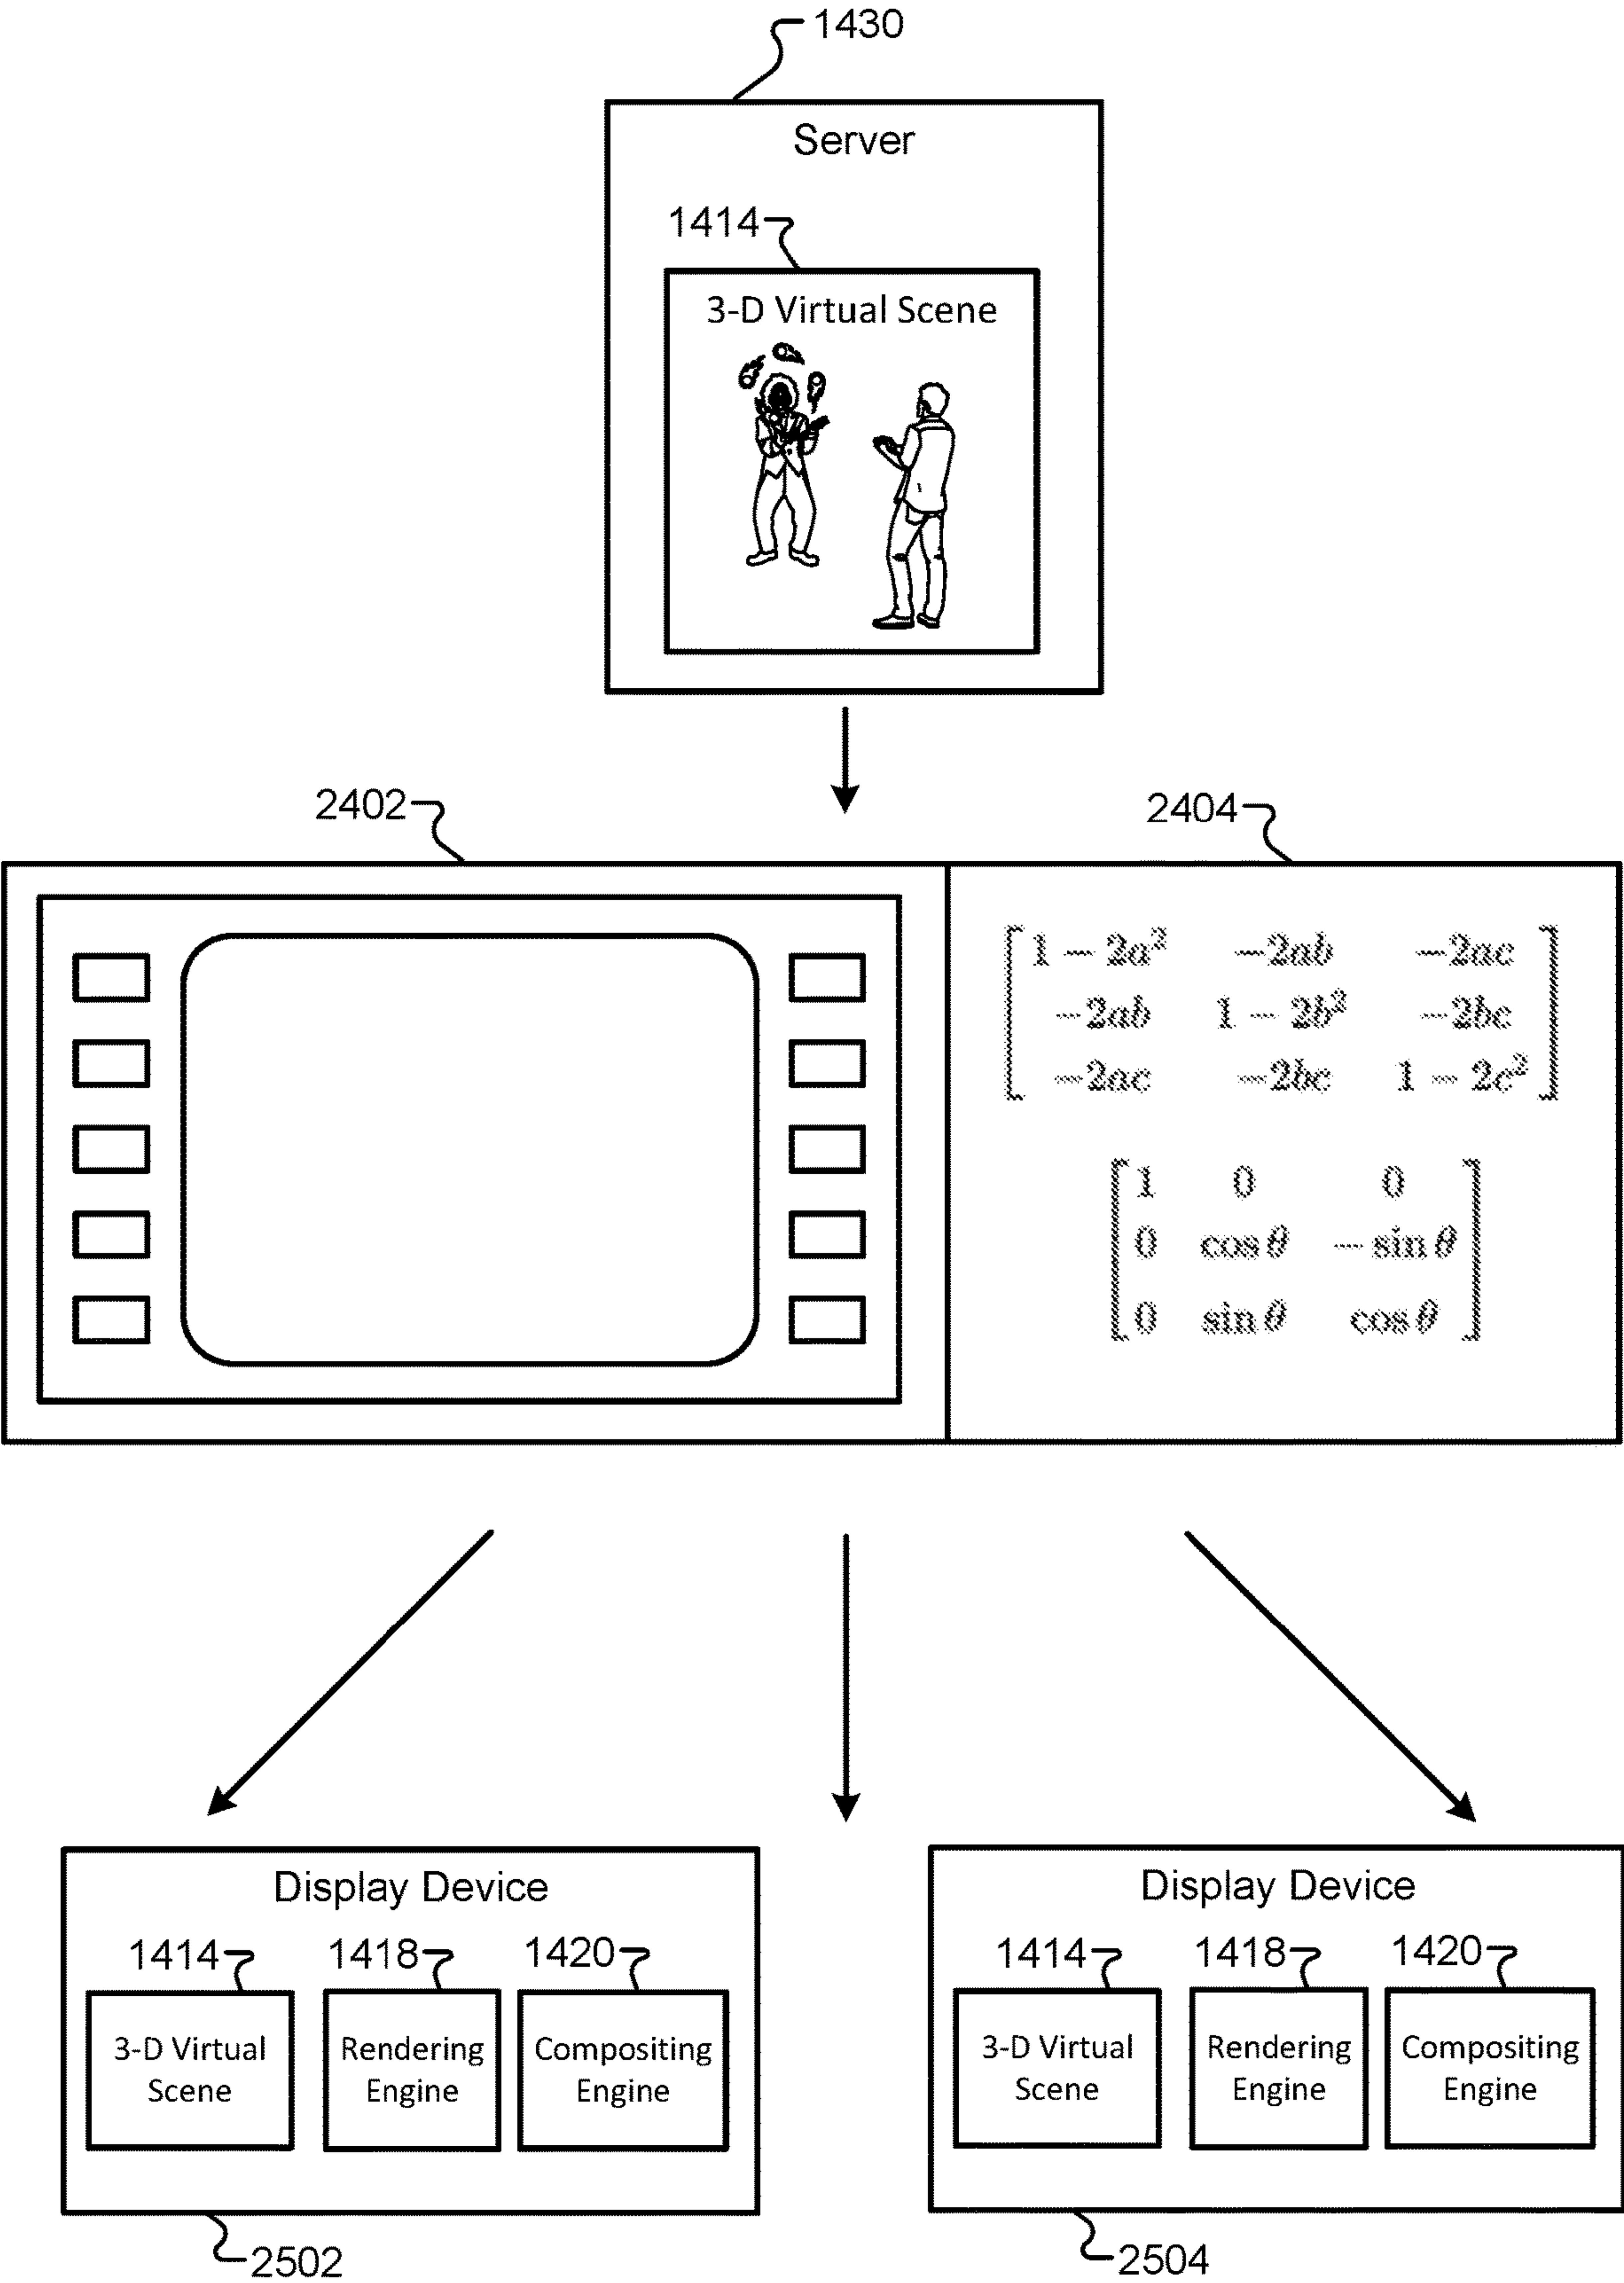 1430
Server
1414
3-D Virtual Scene
2402
2404
1 − 2a² −2ab −2ac
−2ab 1 − 2b² −2bc
−2ac −2bc 1 − 2c²
1 0 0
0 cos θ − sin θ
0 sin θ cos θ
Display Device
1414 1418 1420
3-D Virtual Scene
Rendering Engine
Compositing Engine
2502
Display Device
1414 1418 1420
3-D Virtual Scene
Rendering Engine
Compositing Engine
2504